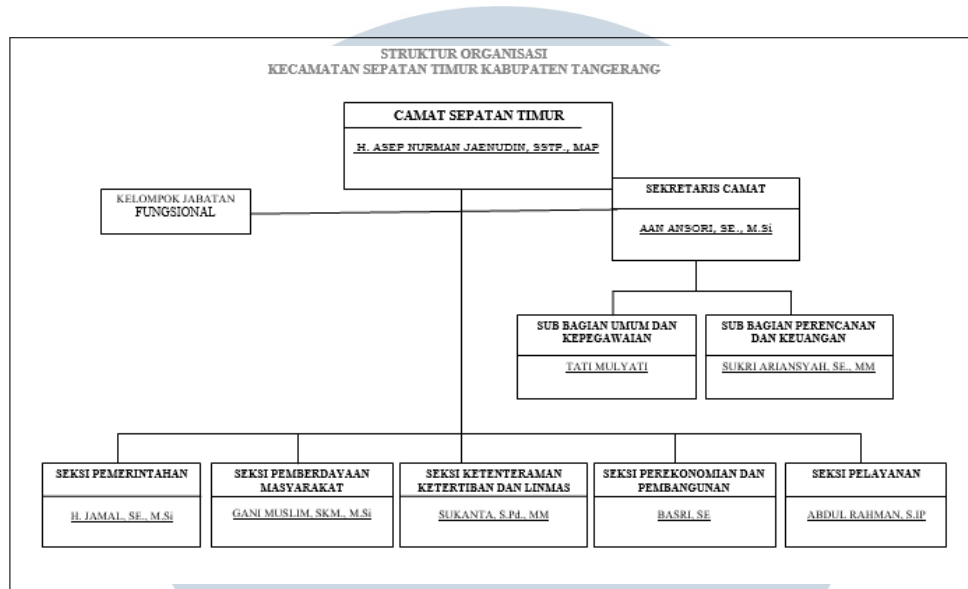 STRUKTUR ORGANISASI
KECAMATAN SEPATAN TIMUR KABUPATEN TANGERANG
CAMAT SEPATAN TIMUR
H. ASEP NURMAN JAENUDIN, SSTP., MAP
KELOMPOK JABATAN
FUNGSIONAL
SEKRETARIS CAMAT
AAN ANSORI, SE., M.Si
SUB BAGIAN UMUM DAN
KEPEGAWAIAN
TATI MULYATI
SUB BAGIAN PERENCANAN
DAN KEUANGAN
SUKRI ARIANSYAH, SE., MM
SEKSI PEMERINTAHAN
H. JAMAL, SE., M.Si
SEKSI PEMBERDAYAAN
MASYARAKAT
GANI MUSLIM, SKM., M.Si
SEKSI KETENTERAMAN
KETERTIBAN DAN LINMAS
SUKANTA, S.Pd., MM
SEKSI PEREKONOMIAN DAN
PEMBANGUNAN
BASRI, SE
SEKSI PELAYANAN
ABDUL RAHMAN, S.IP